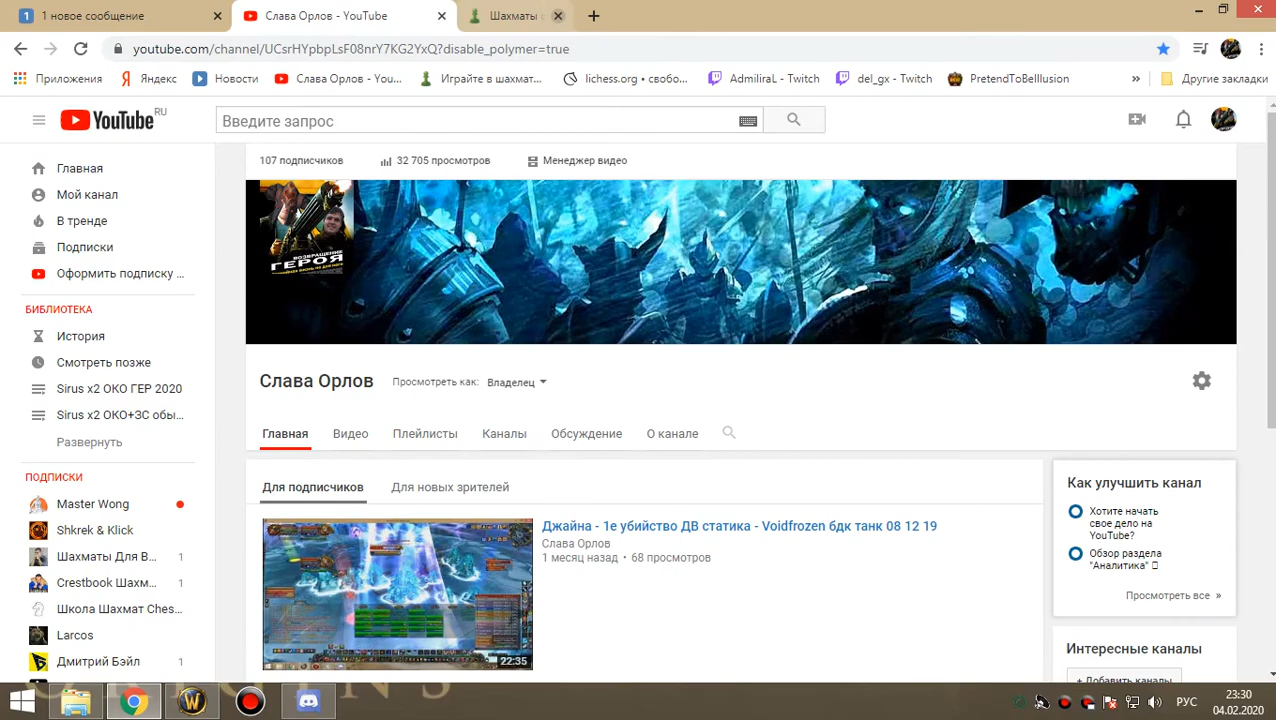 1 новое сообщение
Слава Орлов - YouTube
Шахматы
youtube.com/channel/UCsrHYpbpLsF08nrY7KG2YxQ?disable_polymer=true
Приложения
Яндекс
Новости
Слава Орлов - You...
Играйте в шахмат...
lichess.org • свобо...
AdmiraL - Twitch
del_gx - Twitch
PretendToBeIllusion
»
Другие закладки
YouTube RU
Введите запрос
107 подписчиков
32 705 просмотров
Менеджер видео
Главная
Мой канал
В тренде
Подписки
Оформить подписку ...
БИБЛИОТЕКА
История
Смотреть позже
Sirus x2 ОКО ГЕР 2020
Sirus x2 ОКО+ЗС обы...
Развернуть
ПОДПИСКИ
Master Wong
Shkrek & Klick
Шахматы Для В... 1
Crestbook Шахм... 1
Школа Шахмат Ches...
Larcos
Дмитрий Бэйл 1
ВОЗВРАЩЕНИЕ
ГЕРОЯ
Слава Орлов
Просмотреть как: Владелец
Главная
Видео
Плейлисты
Каналы
Обсуждение
О канале
Для подписчиков
Для новых зрителей
Джайна - 1е убийство ДВ статика - Voidfrozen бдк танк 08 12 19
Слава Орлов
1 месяц назад • 68 просмотров
22:35
Как улучшить канал
Хотите начать
свое дело на
YouTube?
Обзор раздела
"Аналитика"
Просмотреть все »
Интересные каналы
+ Добавить каналы
РУС
23:30
04.02.2020